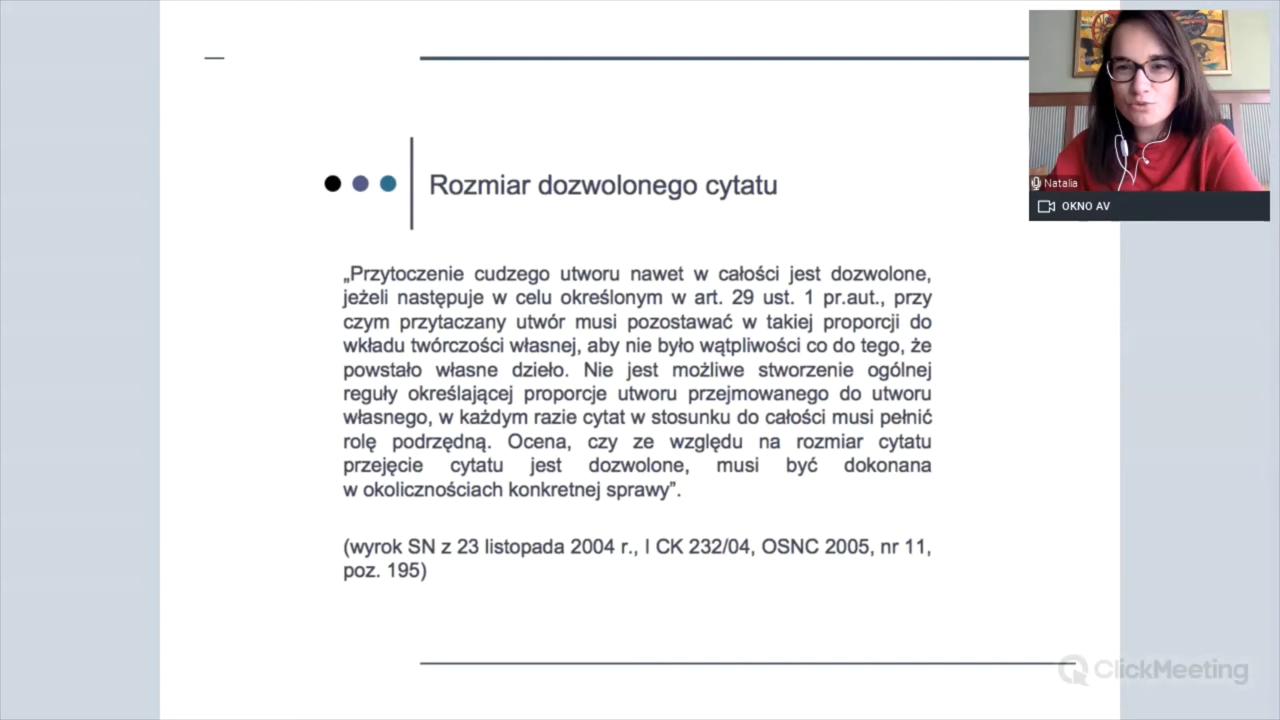 Rozmiar dozwolonego cytatu
„Przytoczenie cudzego utworu nawet w całości jest dozwolone,
jeżeli następuje w celu określonym w art. 29 ust. 1 pr.aut., przy
czym przytaczany utwór musi pozostawać w takiej proporcji do
wkładu twórczości własnej, aby nie było wątpliwości co do tego, że
powstało własne dzieło. Nie jest możliwe stworzenie ogólnej
reguły określającej proporcje utworu przejmowanego do utworu
własnego, w każdym razie cytat w stosunku do całości musi pełnić
rolę podrzędną. Ocena, czy ze względu na rozmiar cytatu
przejęcie cytatu jest dozwolone, musi być dokonana
w okolicznościach konkretnej sprawy”.
(wyrok SN z 23 listopada 2004 r., I CK 232/04, OSNC 2005, nr 11,
poz. 195)
Natalia
OKNO AV
ClickMeeting